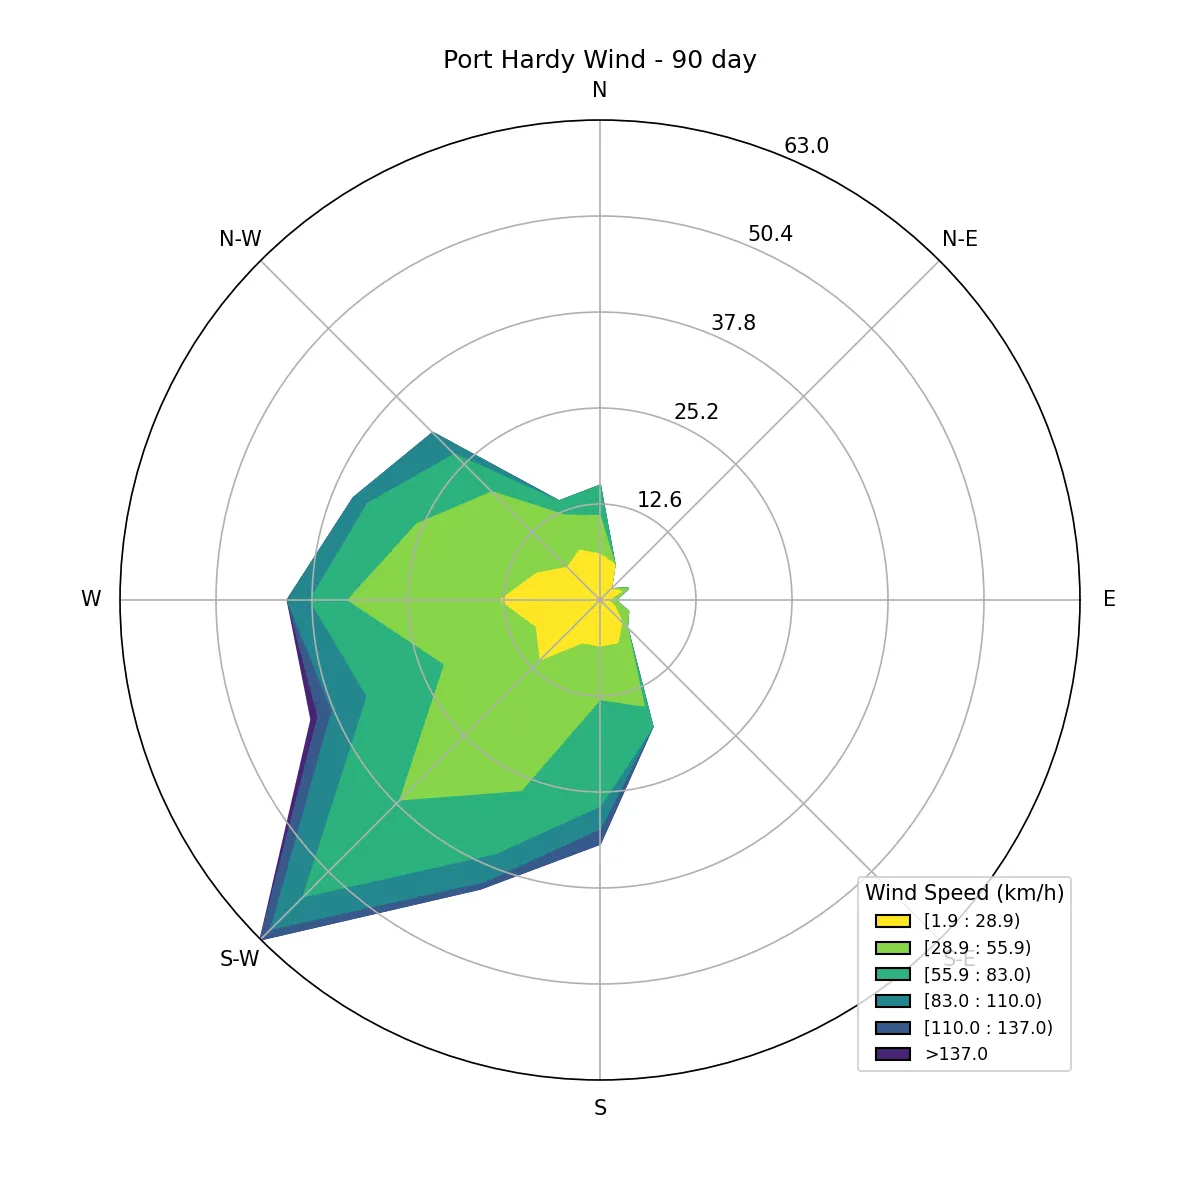 Port Hardy Wind - 90 day
N
63.0
50.4
N-W
N-E
37.8
25.2
12.6
W
E
Wind Speed (km/h)
[1.9 : 28.9)
[28.9 : 55.9)
S-W
S-E
[55.9 : 83.0)
[83.0 : 110.0)
[110.0 : 137.0)
>137.0
S